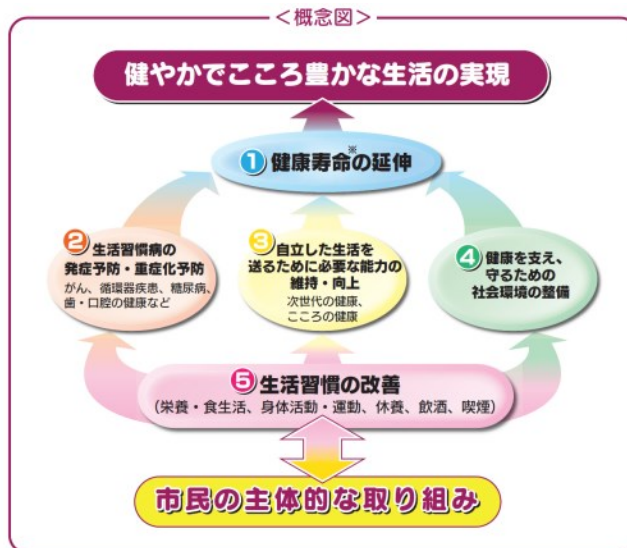 ＜概念図＞
健やかでこころ豊かな生活の実現
※
① 健康寿命の延伸
② 生活習慣病の
発症予防・重症化予防
がん、循環器疾患、糖尿病、
歯・口腔の健康など
③ 自立した生活を
送るために必要な能力の
維持・向上
次世代の健康、
こころの健康
④ 健康を支え、
守るための
社会環境の整備
⑤ 生活習慣の改善
（栄養・食生活、身体活動・運動、休養、飲酒、喫煙）
市民の主体的な取り組み